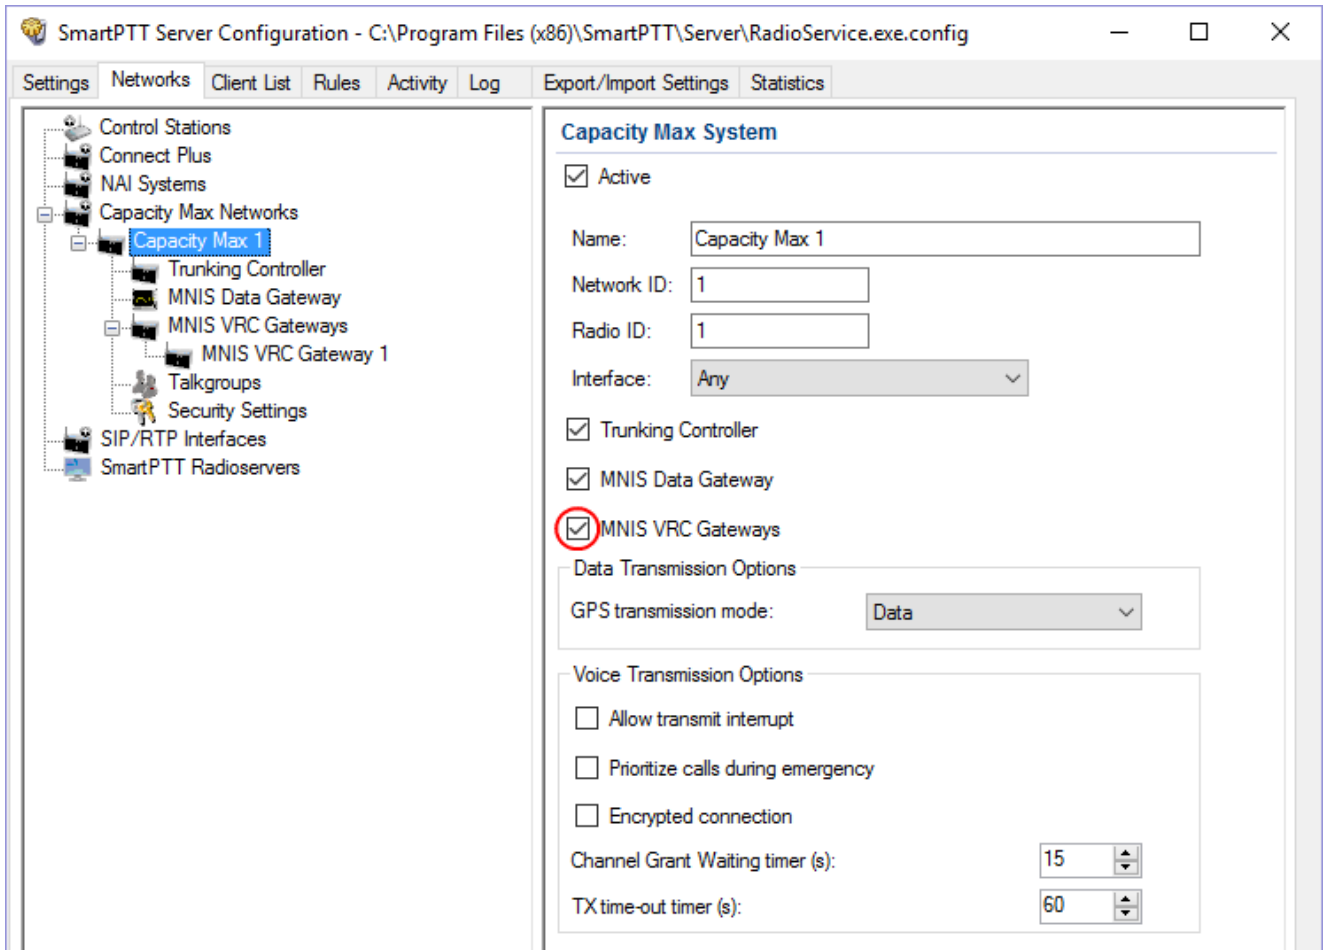 SmartPTT Server Configuration - C:\Program Files (x86)\SmartPTT\Server\RadioService.exe.config
Settings Networks Client List Rules Activity Log Export/Import Settings Statistics
Control Stations
Connect Plus
NAI Systems
Capacity Max Networks
Capacity Max 1
Trunking Controller
MNIS Data Gateway
MNIS VRC Gateways
MNIS VRC Gateway 1
Talkgroups
Security Settings
SIP/RTP Interfaces
SmartPTT Radioservers
Capacity Max System
Active
Name: Capacity Max 1
Network ID: 1
Radio ID: 1
Interface: Any
Trunking Controller
MNIS Data Gateway
MNIS VRC Gateways
Data Transmission Options
GPS transmission mode: Data
Voice Transmission Options
Allow transmit interrupt
Prioritize calls during emergency
Encrypted connection
Channel Grant Waiting timer (s): 15
TX time-out timer (s): 60